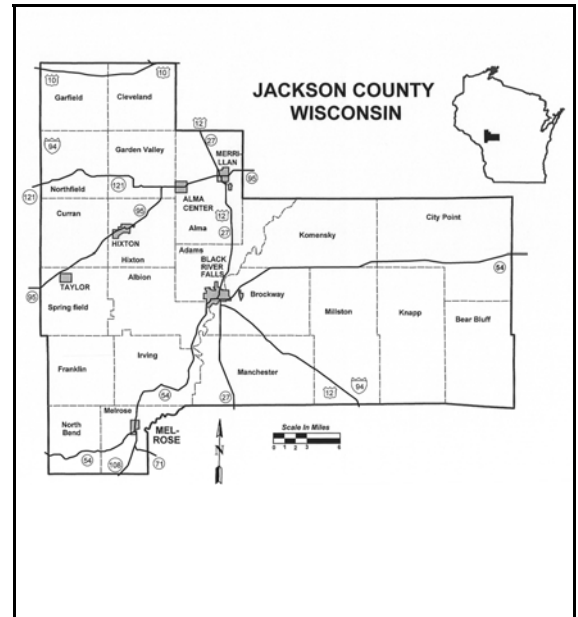 10
10
Garfield
Cleveland
JACKSON COUNTY
WISCONSIN
12
27
94
Garden Valley
MERRI-
LLAN
95
Northfield
121
121
ALMA
CENTER
Curran
95
12
27
Alma
City Point
Komensky
HIXTON
Adams
Hixton
BLACK
RIVER
FALLS
54
TAYLOR
Albion
95
Brockway
Spring field
Millston
Knapp
Bear Bluff
Irving
Franklin
Manchester
54
27
12
94
Melrose
North
Bend
MEL-
ROSE
54
108
71
N
Scale In Miles
0 1 2 3 6